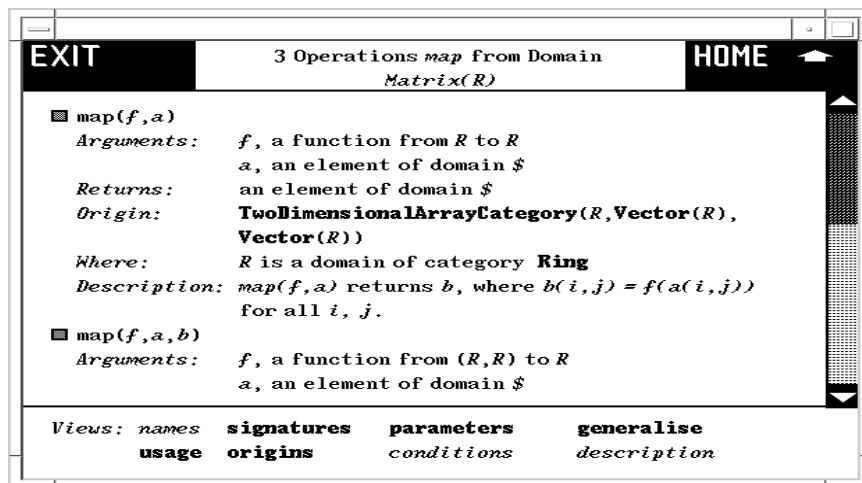 EXIT
3 Operations map from Domain
Matrix(R)
HOME
map(f,a)
Arguments: f, a function from R to R
a, an element of domain $
Returns: an element of domain $
Origin: TwoDimensionalArrayCategory(R,Vector(R),
Vector(R))
Where: R is a domain of category Ring
Description: map(f,a) returns b, where b(i,j) = f(a(i,j))
for all i, j.
map(f,a,b)
Arguments: f, a function from (R,R) to R
a, an element of domain $
Views: names signatures parameters generalise
usage origins conditions description